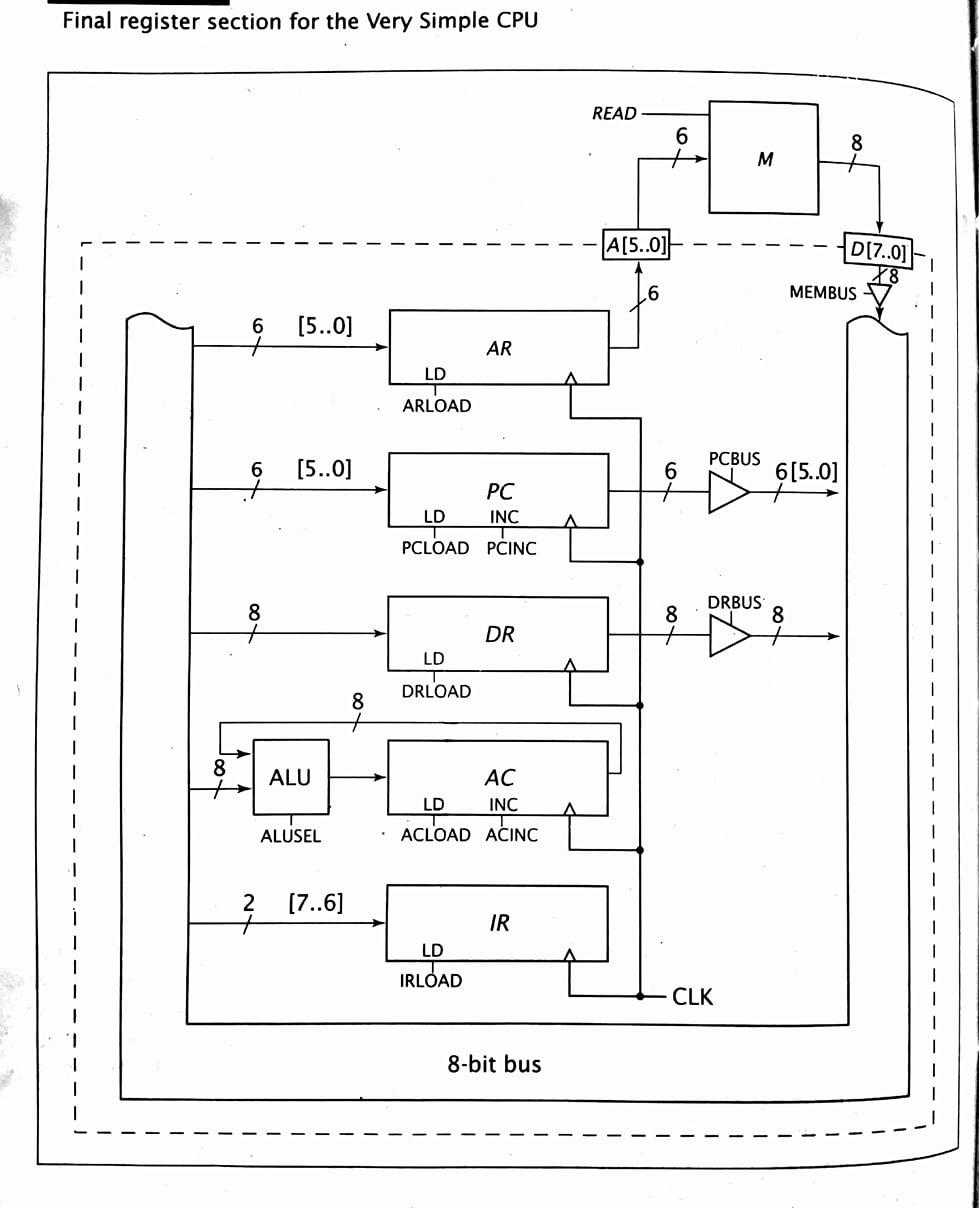 Final register section for the Very Simple CPU
READ
6
M
8
A[5..0]
D[7..0]
8
MEMBUS
6
6 [5..0]
AR
LD
ARLOAD
6 [5..0]
PC
LD INC
PCLOAD PCINC
6
PCBUS
6[5..0]
8
DR
LD
DRLOAD
8
DRBUS
8
8
8
ALU
ALUSEL
AC
LD INC
ACLOAD ACINC
2 [7..6]
IR
LD
IRLOAD
CLK
8-bit bus